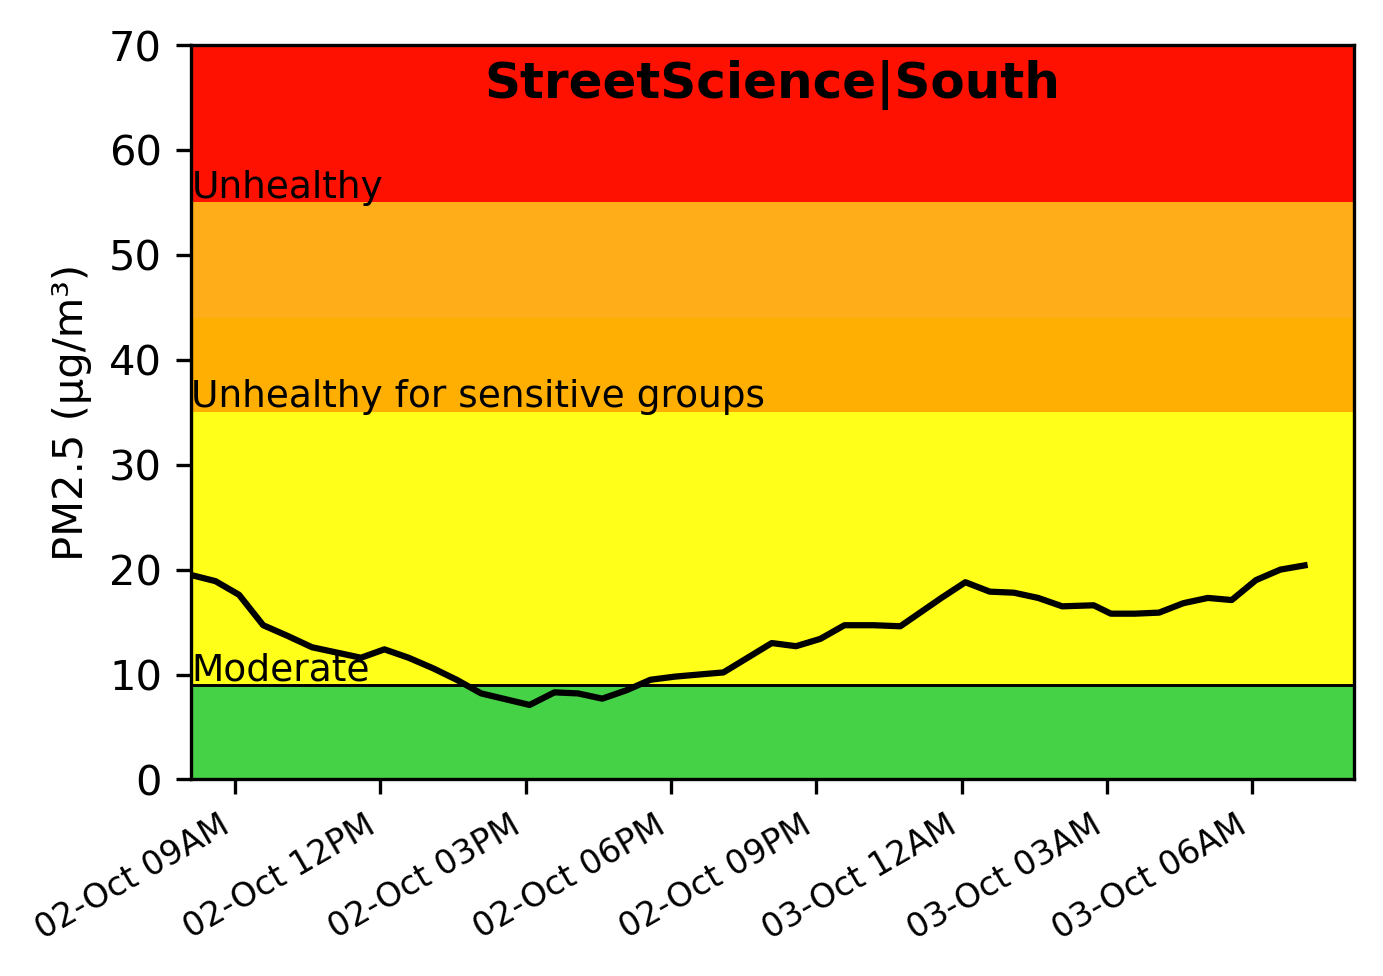 StreetScience|South
PM2.5 (µg/m³)
70
60
50
40
30
20
10
0
Unhealthy
Unhealthy for sensitive groups
Moderate
02-Oct 09AM
02-Oct 12PM
02-Oct 03PM
02-Oct 06PM
02-Oct 09PM
03-Oct 12AM
03-Oct 03AM
03-Oct 06AM